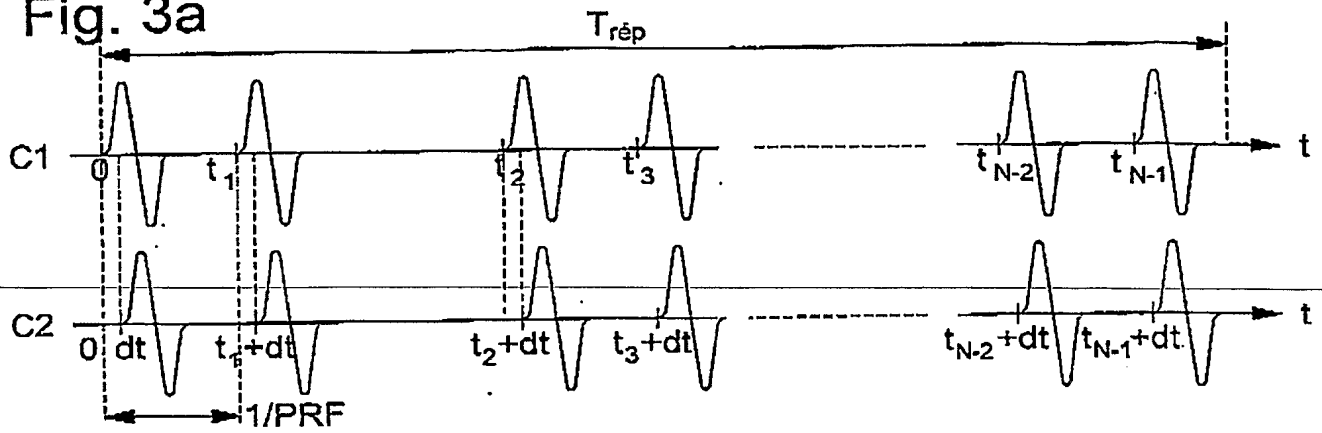 Fig. 3a
Trép
C1 0 t1 t2 t3 tN-2 tN-1 t
C2 0 dt t1+dt t2+dt t3+dt tN-2+dt tN-1+dt t
1/PRF